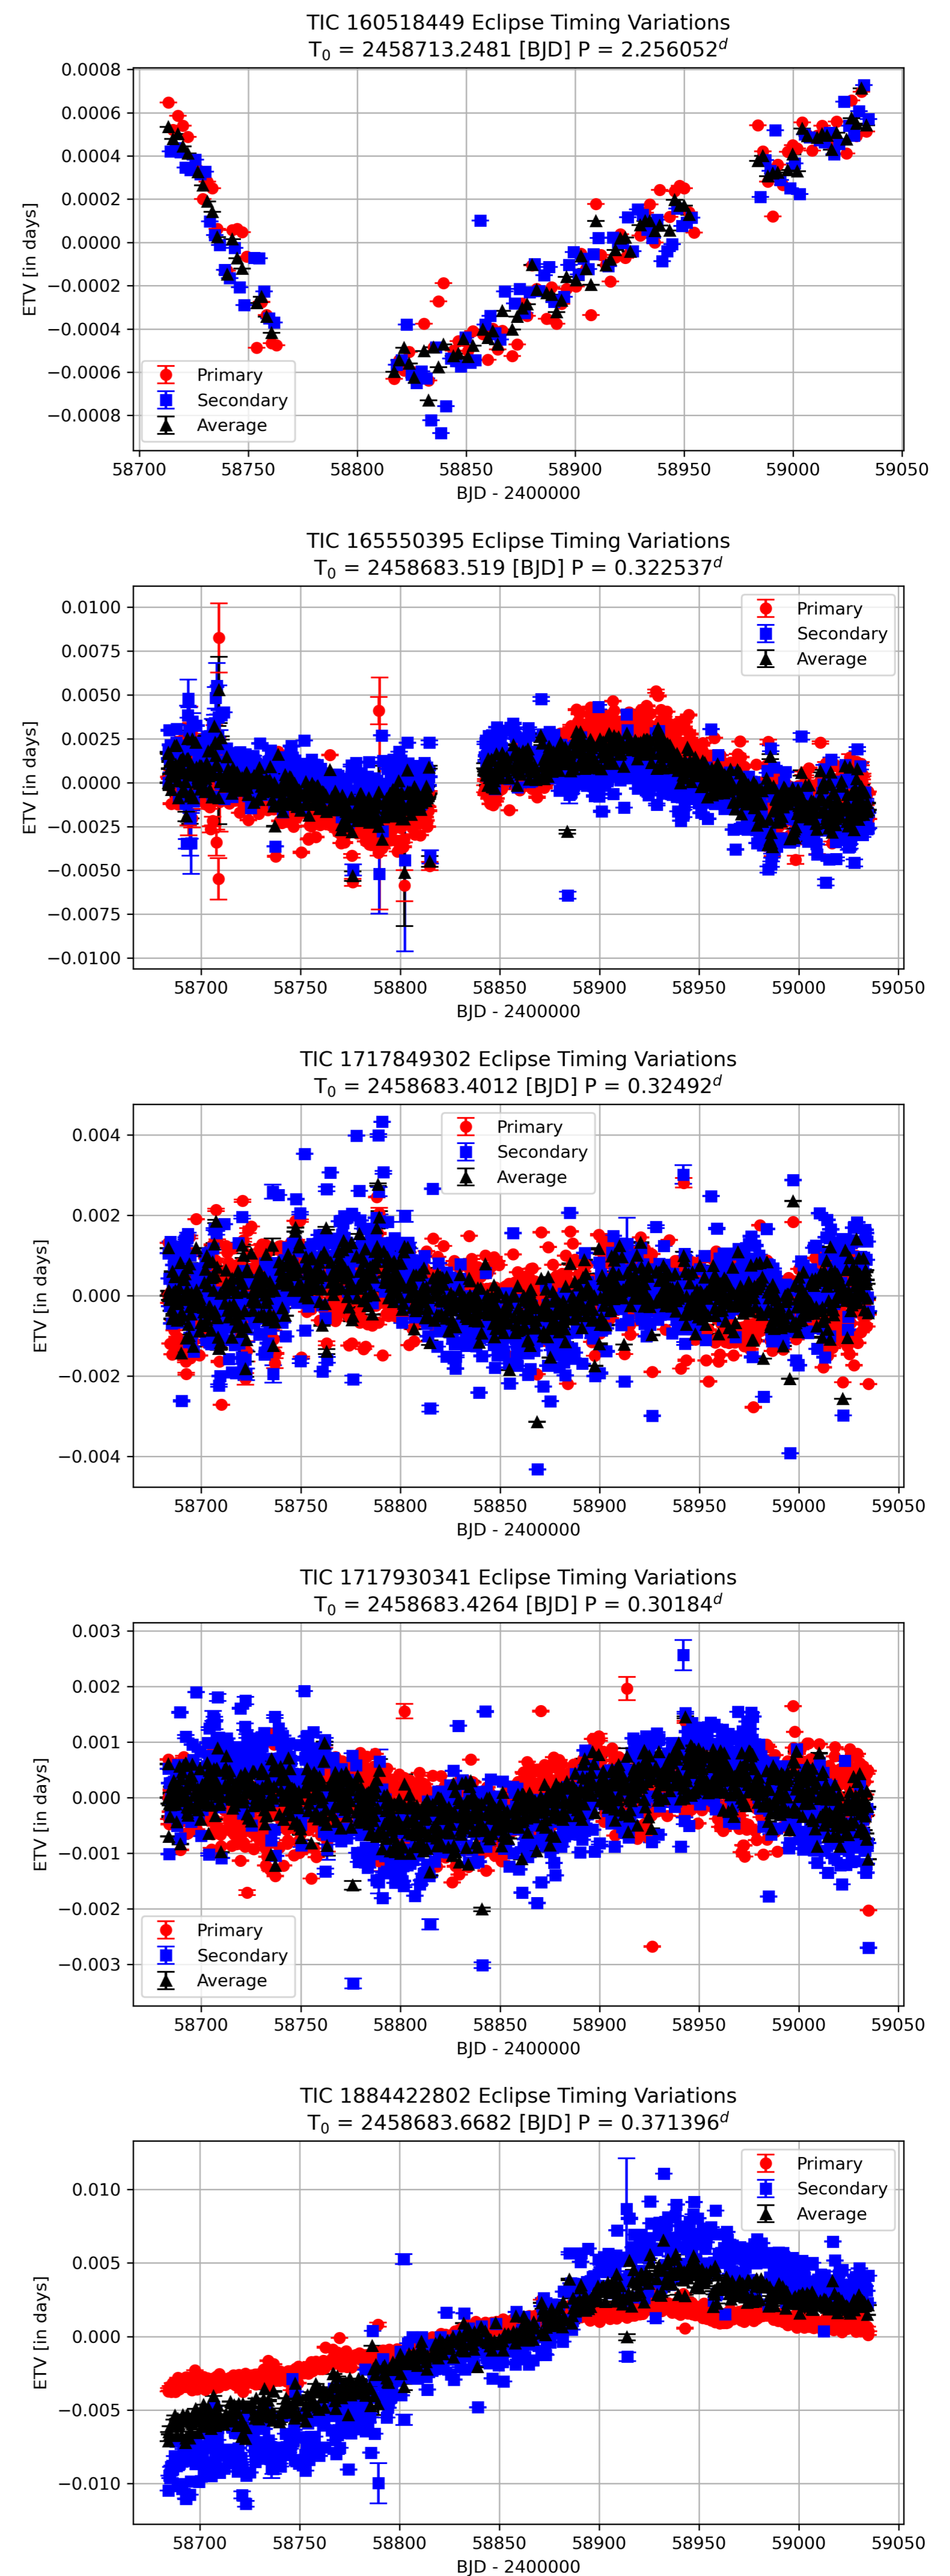 TIC 160518449 Eclipse Timing Variations
T₀ = 2458713.2481 [BJD] P = 2.256052ᵈ
0.0008
0.0006
0.0004
0.0002
0.0000
−0.0002
−0.0004
−0.0006
−0.0008
ETV [in days]
Primary
Secondary
Average
58700 58750 58800 58850 58900 58950 59000 59050
BJD - 2400000
TIC 165550395 Eclipse Timing Variations
T₀ = 2458683.519 [BJD] P = 0.322537ᵈ
0.0100
0.0075
0.0050
0.0025
0.0000
−0.0025
−0.0050
−0.0075
−0.0100
ETV [in days]
Primary
Secondary
Average
58700 58750 58800 58850 58900 58950 59000 59050
BJD - 2400000
TIC 1717849302 Eclipse Timing Variations
T₀ = 2458683.4012 [BJD] P = 0.32492ᵈ
0.004
0.002
0.000
−0.002
−0.004
ETV [in days]
Primary
Secondary
Average
58700 58750 58800 58850 58900 58950 59000 59050
BJD - 2400000
TIC 1717930341 Eclipse Timing Variations
T₀ = 2458683.4264 [BJD] P = 0.30184ᵈ
0.003
0.002
0.001
0.000
−0.001
−0.002
−0.003
ETV [in days]
Primary
Secondary
Average
58700 58750 58800 58850 58900 58950 59000 59050
BJD - 2400000
TIC 1884422802 Eclipse Timing Variations
T₀ = 2458683.6682 [BJD] P = 0.371396ᵈ
0.010
0.005
0.000
−0.005
−0.010
ETV [in days]
Primary
Secondary
Average
58700 58750 58800 58850 58900 58950 59000 59050
BJD - 2400000